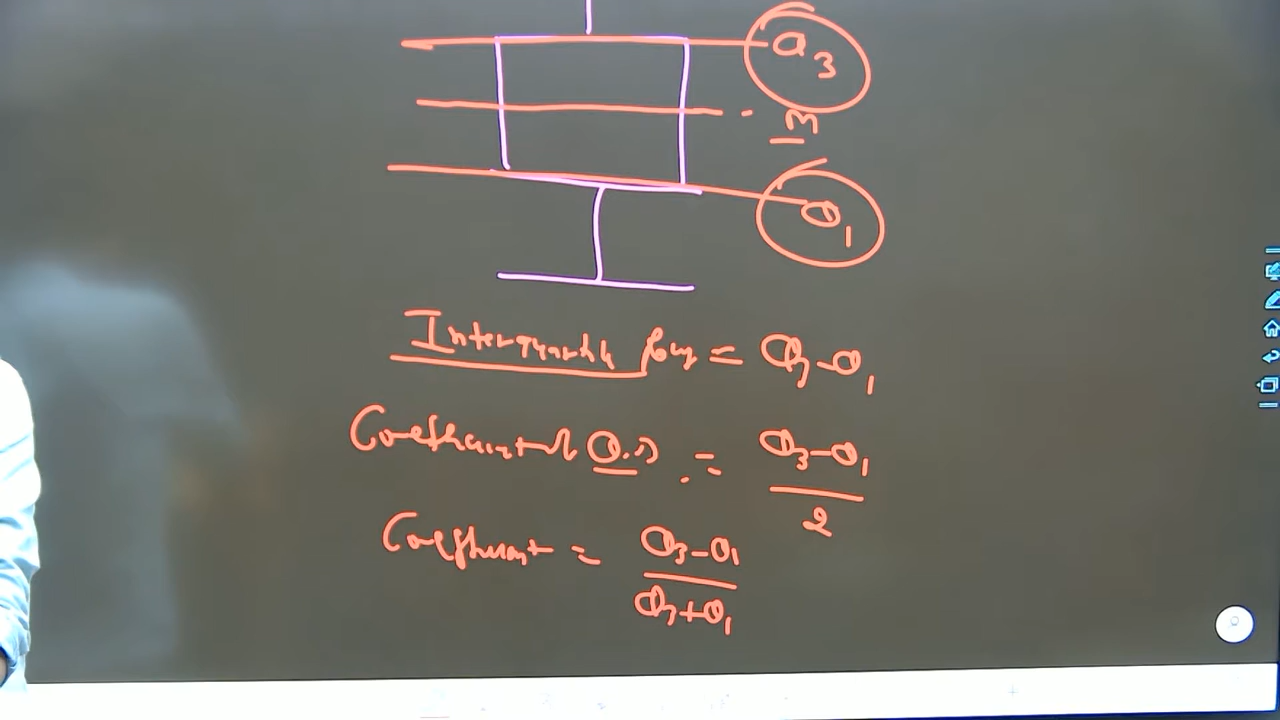 Q3
m
Q1
Interquartile Range = Q3-Q1
Coefficient of Q.D = Q3-Q1
2
Coefficient = Q3-Q1
Q3+Q1